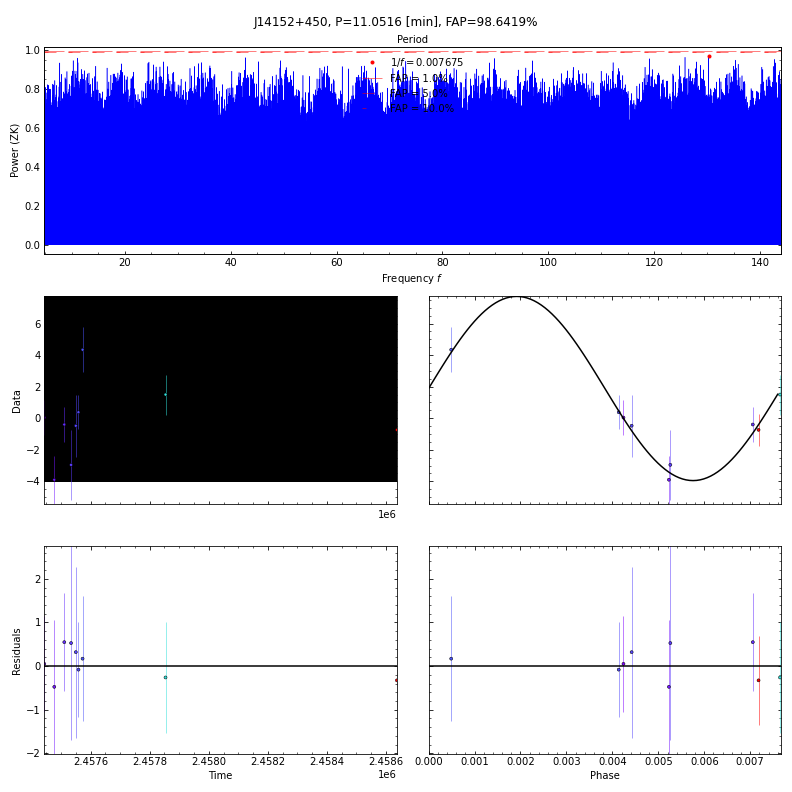 J14152+450, P=11.0516 [min], FAP=98.6419%
Period
1/f = 0.007675
FAP = 1.0%
Power (ZK)
1.0
0.8
0.6
0.4
0.2
0.0
20 40 60 80 100 120 140
Frequency f
Data
6
4
2
0
−2
−4
1e6
Residuals
2
1
0
−1
−2
2.4576 2.4578 2.4580 2.4582 2.4584 2.4586
1e6
Time
0.000 0.001 0.002 0.003 0.004 0.005 0.006 0.007
Phase